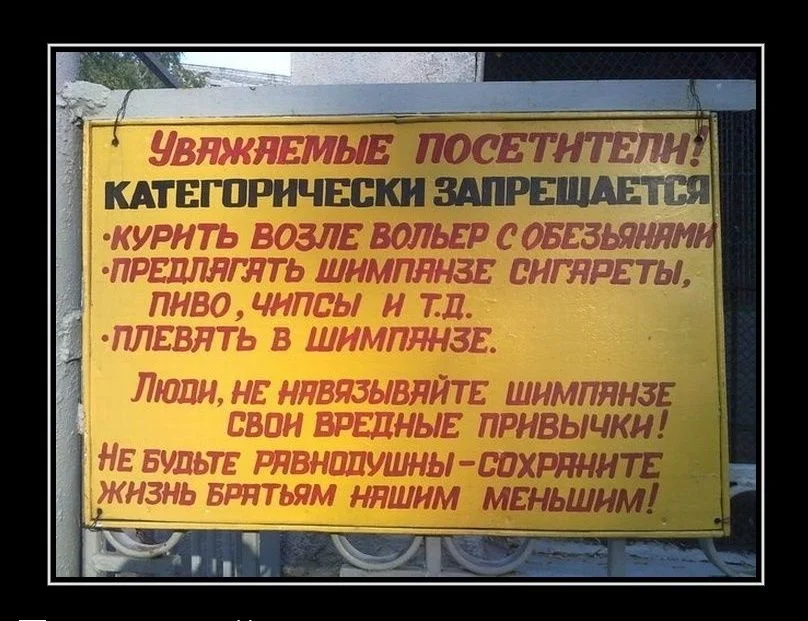 Уважаемые посетители!
КАТЕГОРИЧЕСКИ ЗАПРЕЩАЕТСЯ
·КУРИТЬ ВОЗЛЕ ВОЛЬЕР С ОБЕЗЬЯНАМИ
·ПРЕДЛАГАТЬ ШИМПАНЗЕ СИГАРЕТЫ,
ПИВО, ЧИПСЫ И Т.Д.
·ПЛЕВАТЬ В ШИМПАНЗЕ.
Люди, не навязывайте шимпанзе
свои вредные привычки!
Не будьте равнодушны – сохраните
жизнь братьям нашим меньшим!